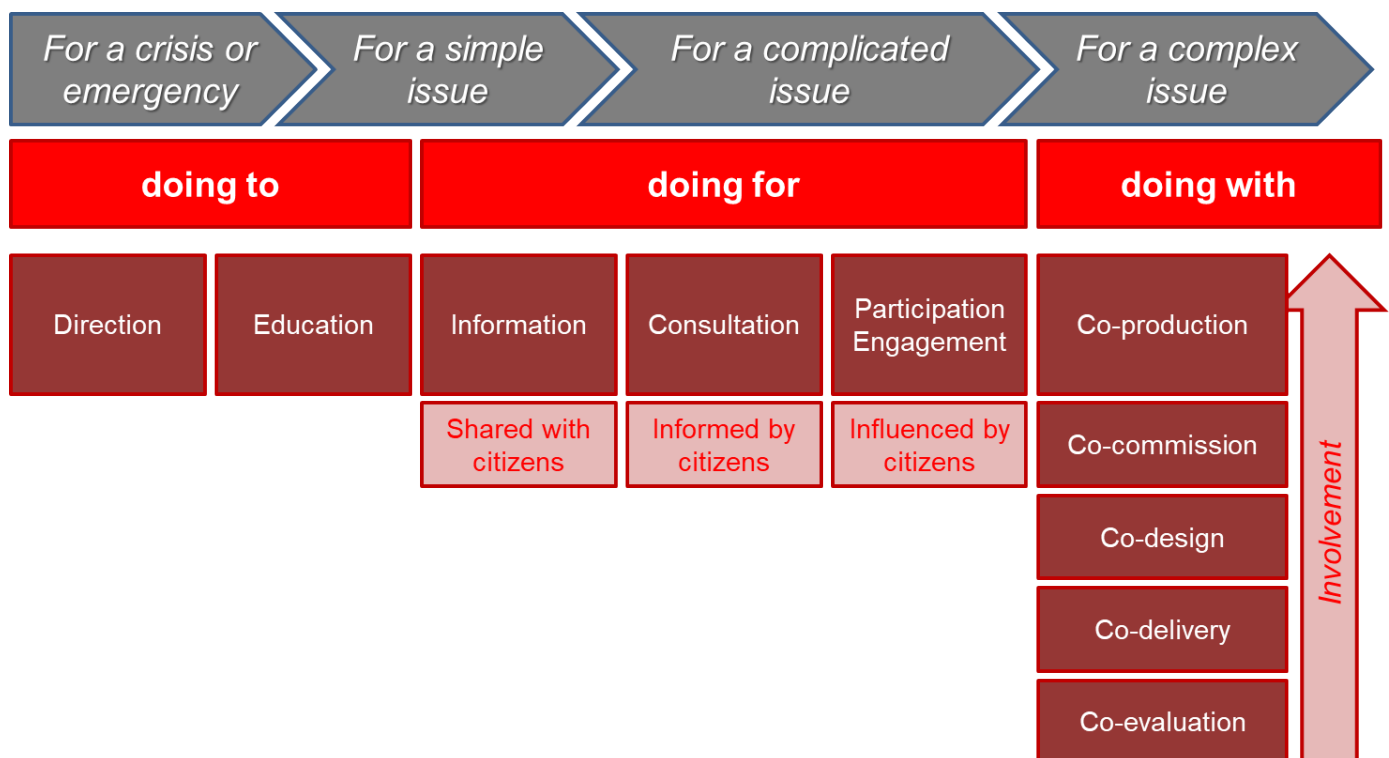 For a crisis or
emergency
For a simple
issue
For a complicated
issue
For a complex
issue
doing to
doing for
doing with
Direction
Education
Information
Consultation
Participation
Engagement
Co-production
Shared with
citizens
Informed by
citizens
Influenced by
citizens
Co-commission
Co-design
Co-delivery
Co-evaluation
Involvement